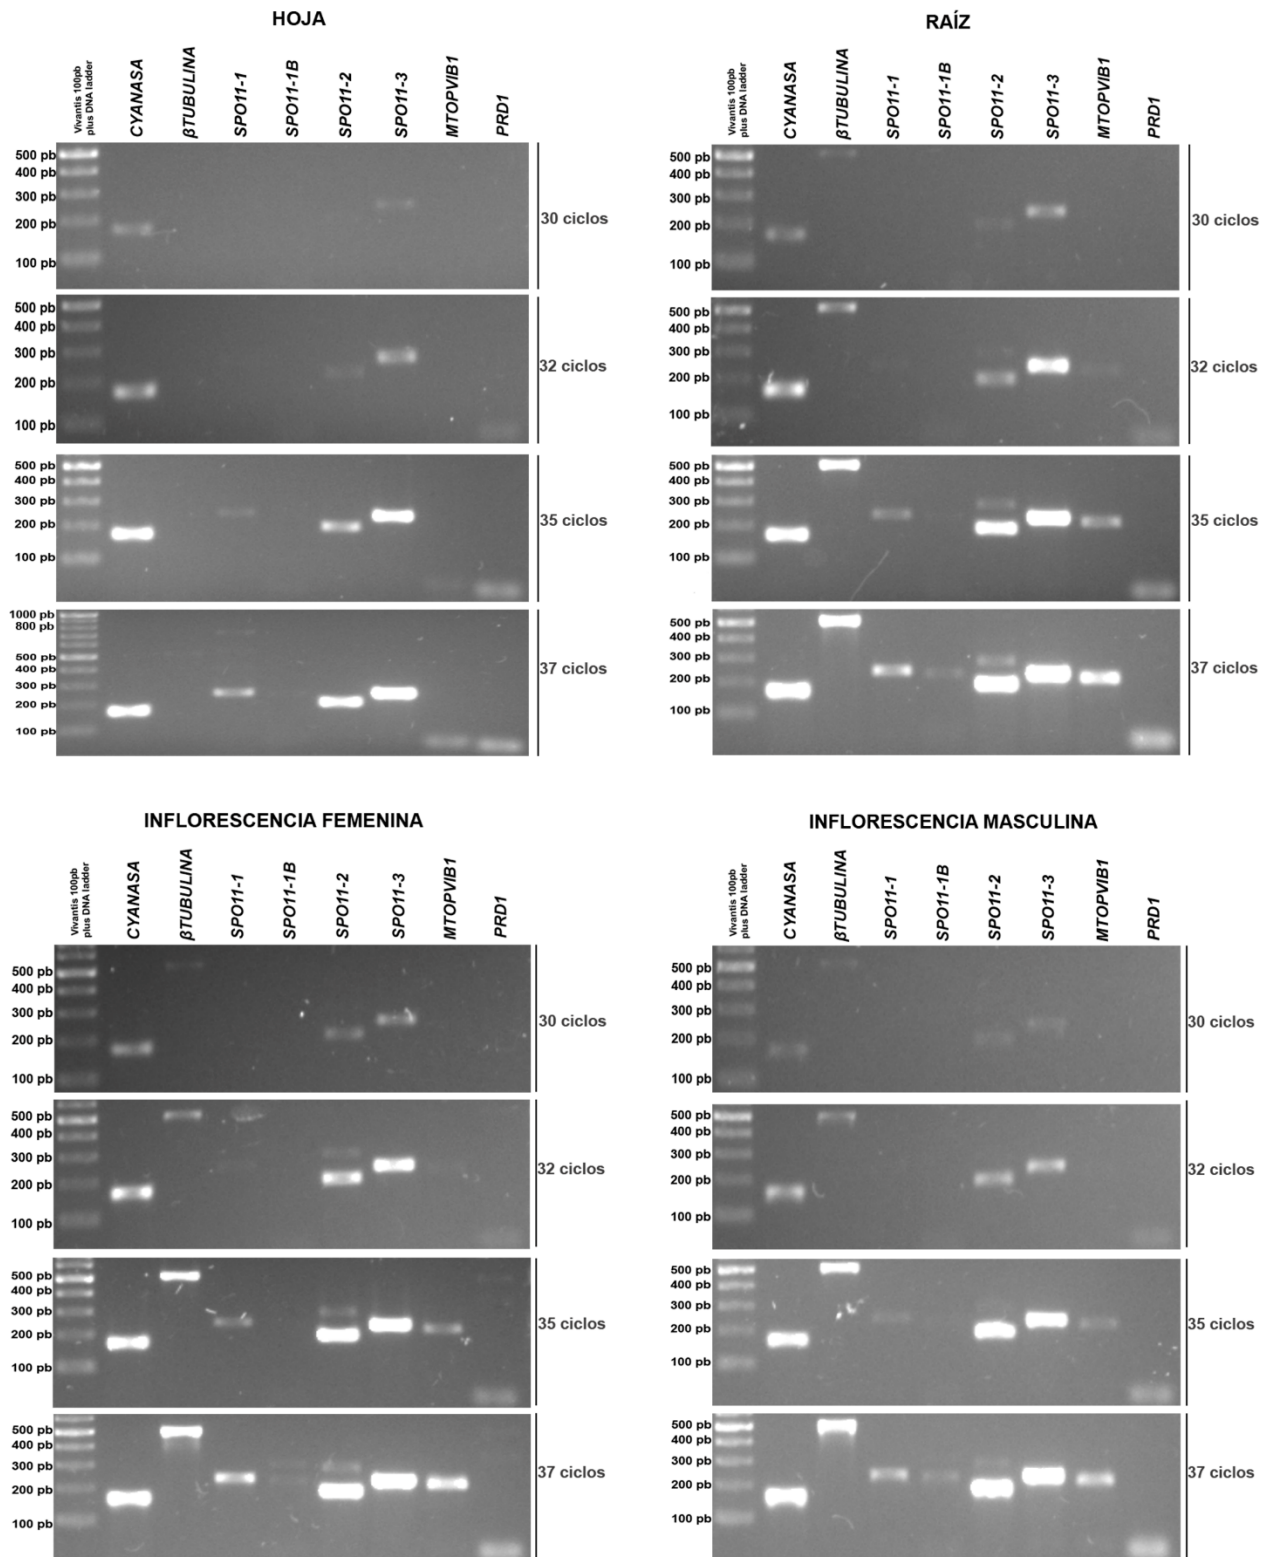 HOJA
Vivantis 100pb
plus DNA ladder
CYANASA
βTUBULINA
SPO11-1
SPO11-1B
SPO11-2
SPO11-3
MTOPVIB1
PRD1
500 pb
400 pb
300 pb
200 pb
100 pb
30 ciclos
500 pb
400 pb
300 pb
200 pb
100 pb
32 ciclos
500 pb
400 pb
300 pb
200 pb
100 pb
35 ciclos
1000 pb
800 pb
500 pb
400 pb
300 pb
200 pb
100 pb
37 ciclos
RAÍZ
Vivantis 100pb
plus DNA ladder
CYANASA
βTUBULINA
SPO11-1
SPO11-1B
SPO11-2
SPO11-3
MTOPVIB1
PRD1
500 pb
400 pb
300 pb
200 pb
100 pb
30 ciclos
500 pb
400 pb
300 pb
200 pb
100 pb
32 ciclos
500 pb
400 pb
300 pb
200 pb
100 pb
35 ciclos
500 pb
400 pb
300 pb
200 pb
100 pb
37 ciclos
INFLORESCENCIA FEMENINA
Vivantis 100pb
plus DNA ladder
CYANASA
βTUBULINA
SPO11-1
SPO11-1B
SPO11-2
SPO11-3
MTOPVIB1
PRD1
500 pb
400 pb
300 pb
200 pb
100 pb
30 ciclos
500 pb
400 pb
300 pb
200 pb
100 pb
32 ciclos
500 pb
400 pb
300 pb
200 pb
100 pb
35 ciclos
500 pb
400 pb
300 pb
200 pb
100 pb
37 ciclos
INFLORESCENCIA MASCULINA
Vivantis 100pb
plus DNA ladder
CYANASA
βTUBULINA
SPO11-1
SPO11-1B
SPO11-2
SPO11-3
MTOPVIB1
PRD1
500 pb
400 pb
300 pb
200 pb
100 pb
30 ciclos
500 pb
400 pb
300 pb
200 pb
100 pb
32 ciclos
500 pb
400 pb
300 pb
200 pb
100 pb
35 ciclos
500 pb
400 pb
300 pb
200 pb
100 pb
37 ciclos